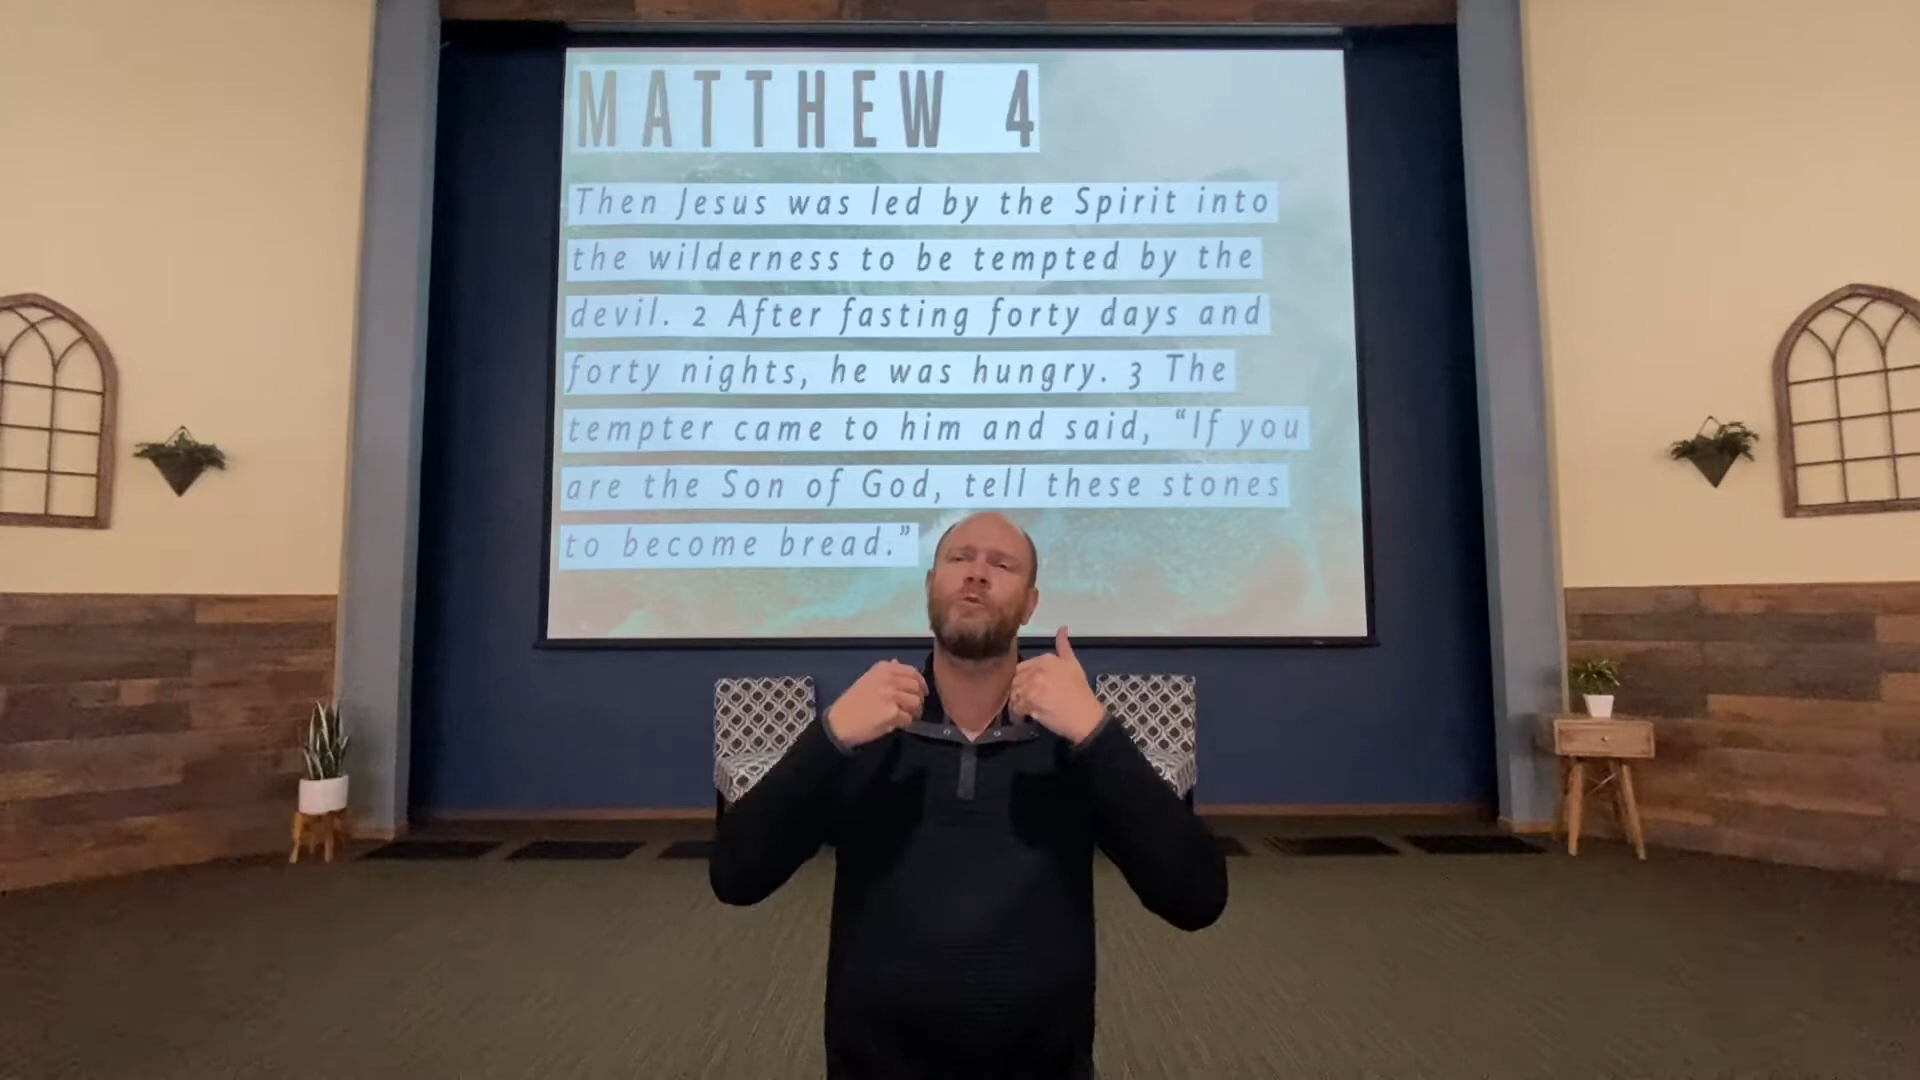 MATTHEW 4
Then Jesus was led by the Spirit into
the wilderness to be tempted by the
devil. 2 After fasting forty days and
forty nights, he was hungry. 3 The
tempter came to him and said, “If you
are the Son of God, tell these stones
to become bread.”